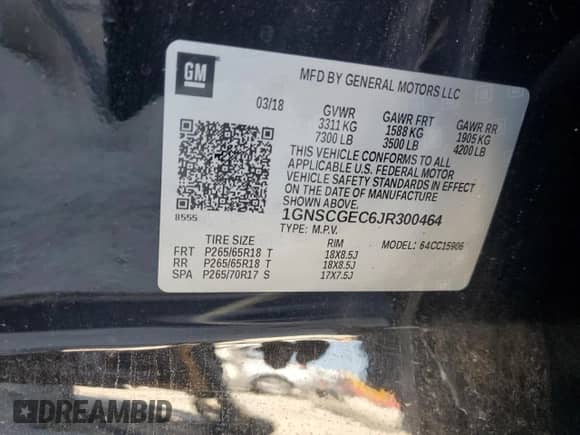 GM
MFD BY GENERAL MOTORS LLC
03/18 GVWR GAWR FRT GAWR RR
3311 KG 1588 KG 1905 KG
7300 LB 3500 LB 4200 LB
THIS VEHICLE CONFORMS TO ALL
APPLICABLE U.S. FEDERAL MOTOR
VEHICLE SAFETY STANDARDS IN EFFECT
ON THE DATE OF MANUFACTURE
SHOWN ABOVE.
8555 1GNSCGEC6JR300464
TYPE: M.P.V. MODEL: 64CC15906
TIRE SIZE RIM
FRT P265/65R18 T 18X8.5J
RR P265/65R18 T 18X8.5J
SPA P265/70R17 S 17X7.5J
DREAMBID